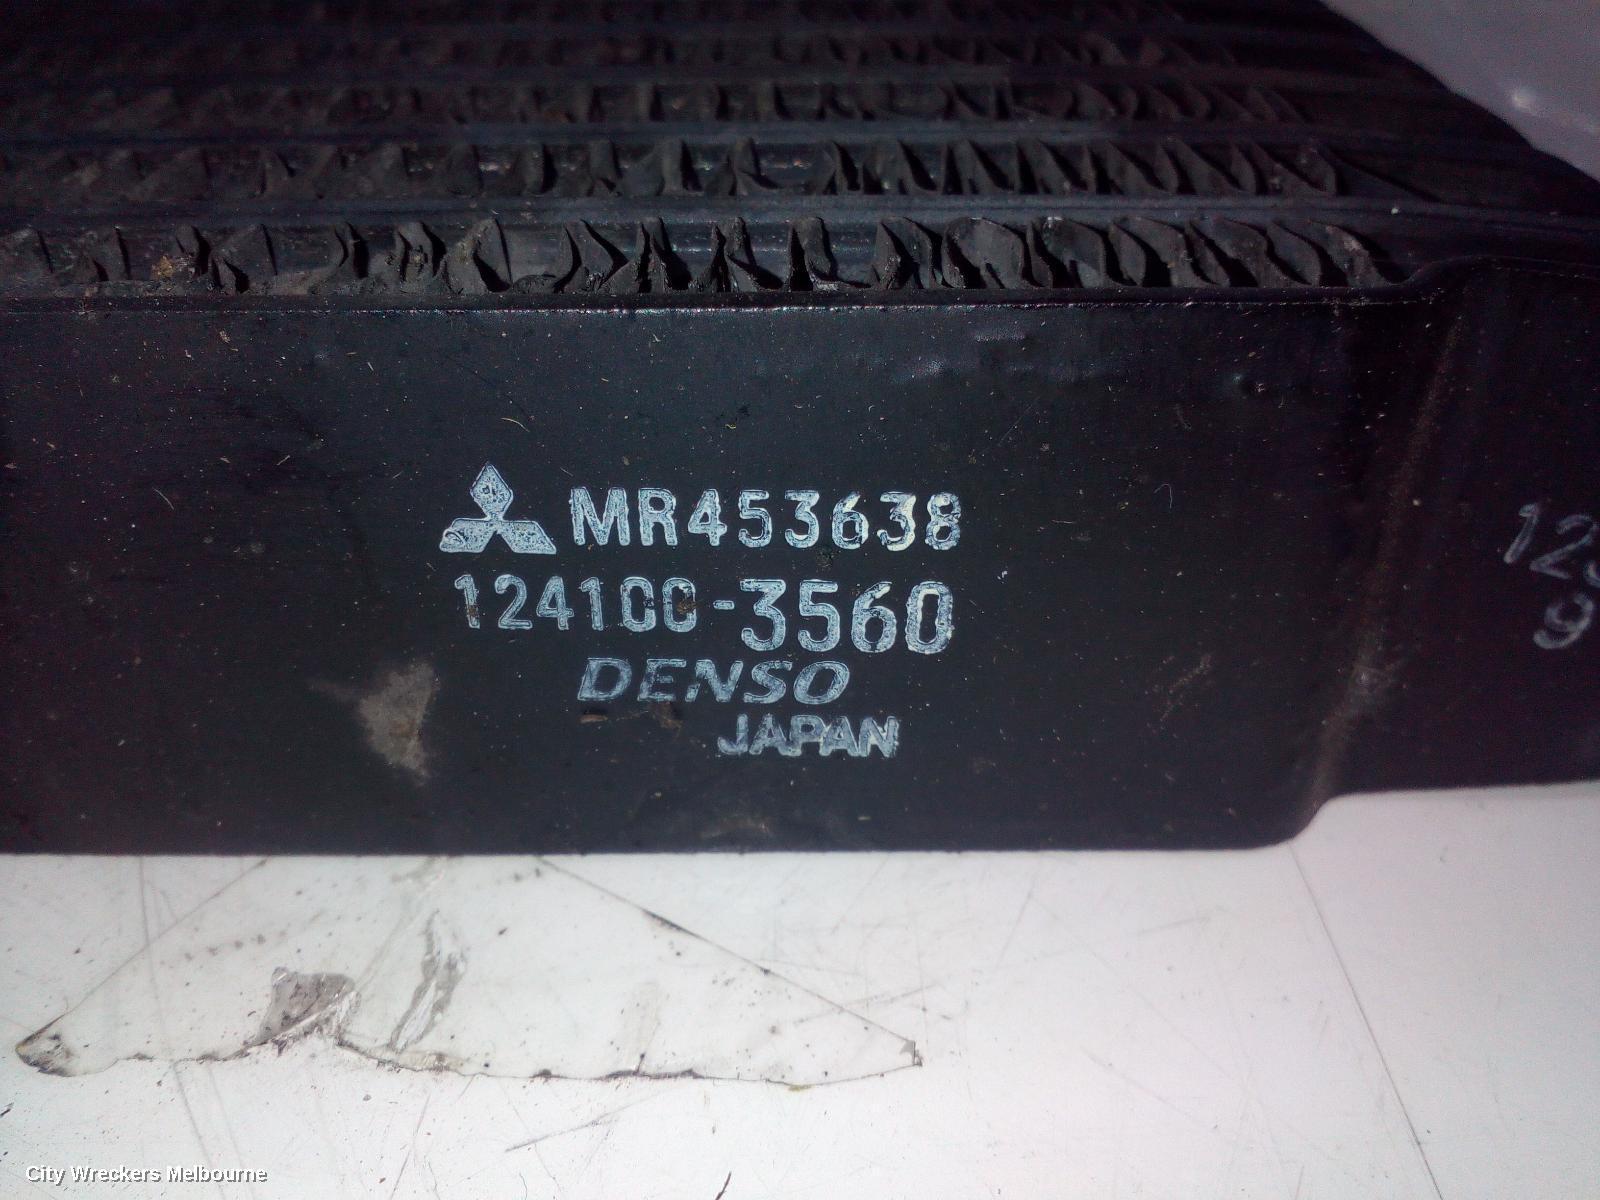 MR453638
124100-3560
DENSO
JAPAN
City Wreckers Melbourne